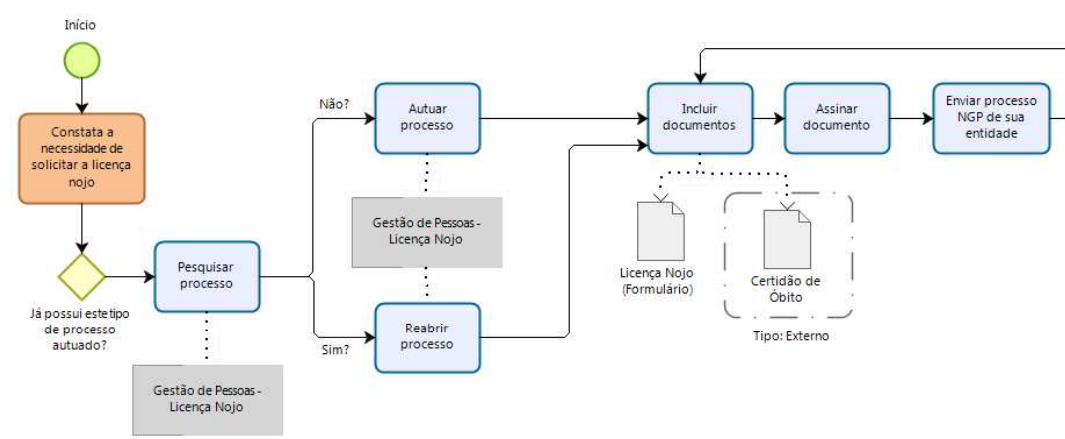 Início
Constata a
necessidade de
solicitar a licença
nojo
Já possui este tipo
de processo
autuado?
Pesquisar
processo
Gestão de Pessoas -
Licença Nojo
Não?
Autuar
processo
Gestão de Pessoas -
Licença Nojo
Sim?
Reabrir
processo
Incluir
documentos
Licença Nojo
(Formulário)
Certidão de
Óbito
Tipo: Externo
Assinar
documento
Enviar processo
NGP de sua
entidade